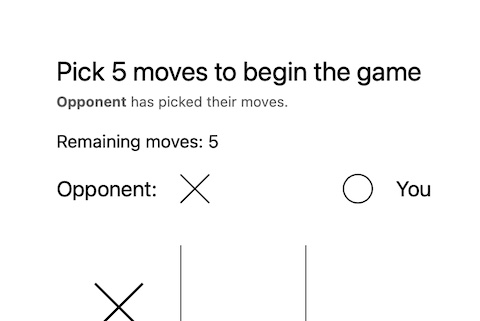 Pick 5 moves to begin the game
Opponent has picked their moves.
Remaining moves: 5
Opponent: You